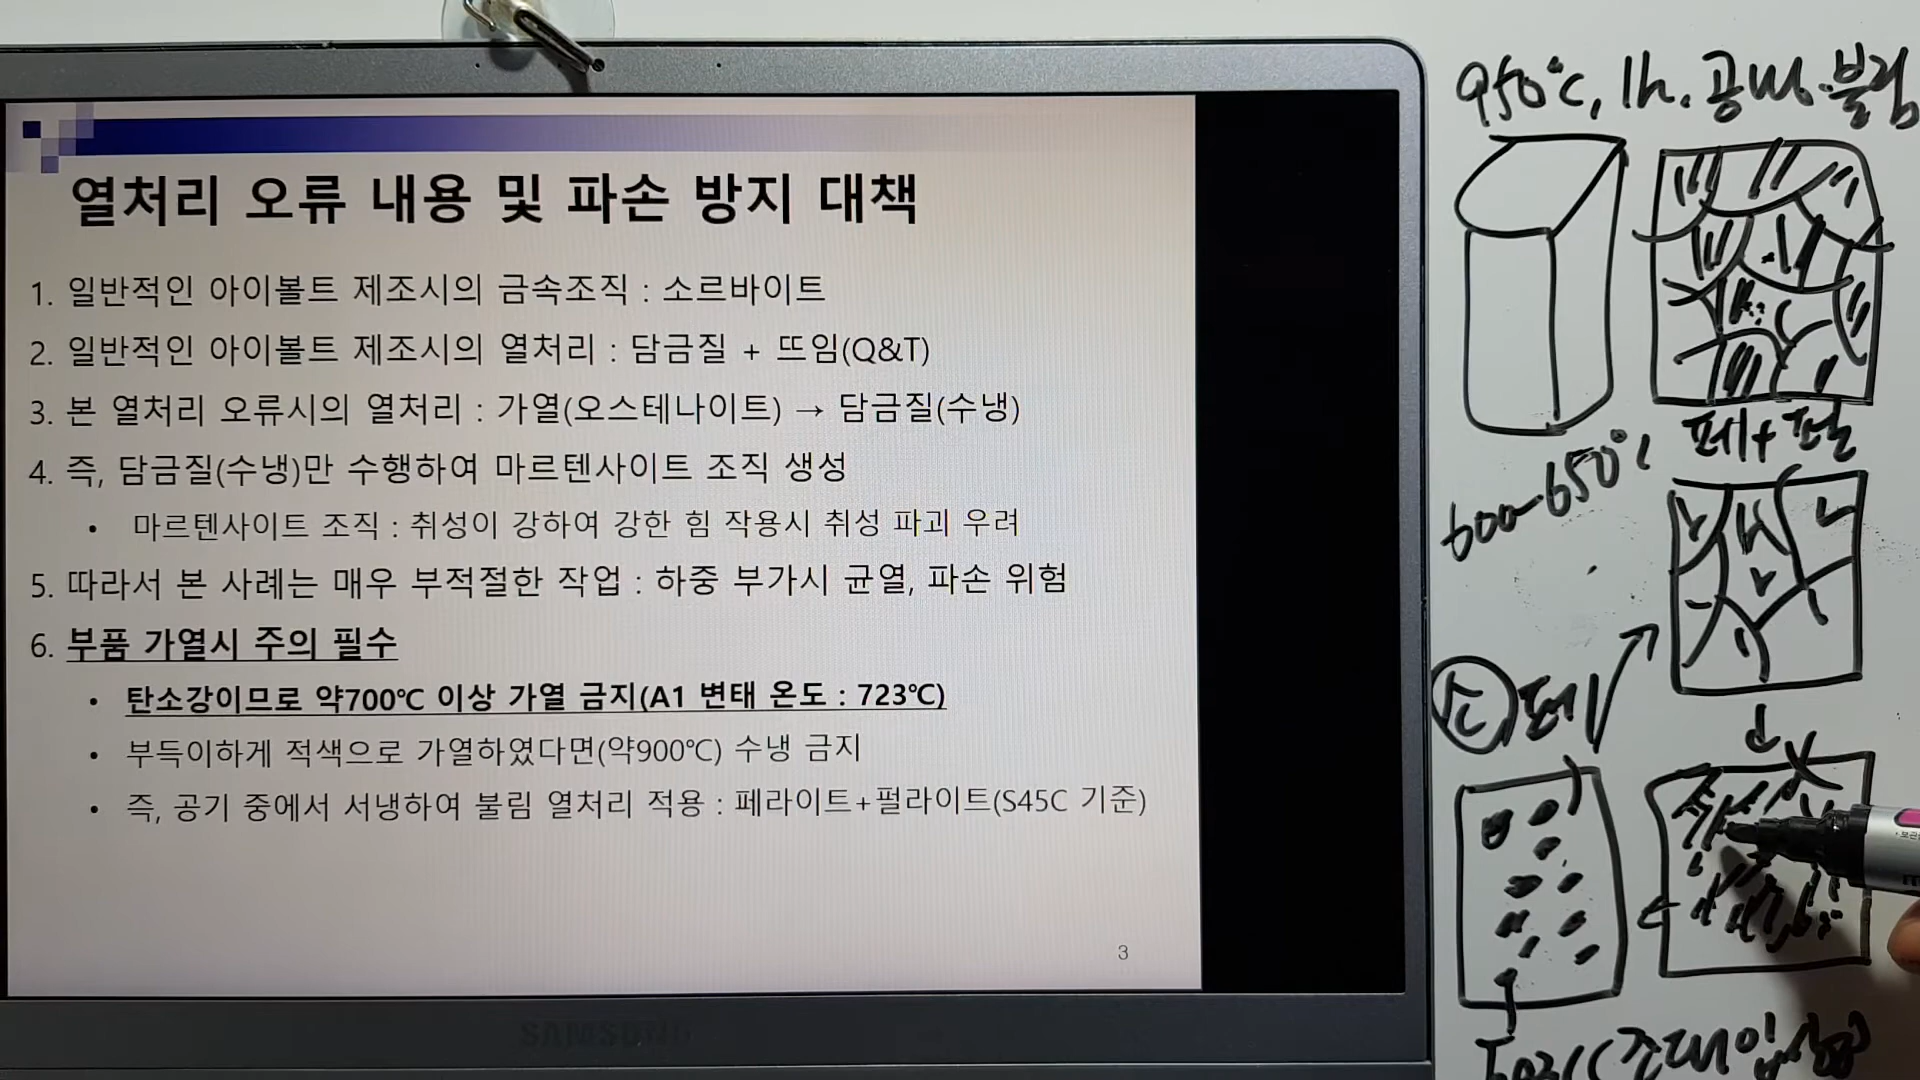 열처리 오류 내용 및 파손 방지 대책
1. 일반적인 아이볼트 제조시의 금속조직 : 소르바이트
2. 일반적인 아이볼트 제조시의 열처리 : 담금질 + 뜨임(Q&T)
3. 본 열처리 오류시의 열처리 : 가열(오스테나이트) → 담금질(수냉)
4. 즉, 담금질(수냉)만 수행하여 마르텐사이트 조직 생성
• 마르텐사이트 조직 : 취성이 강하여 강한 힘 작용시 취성 파괴 우려
5. 따라서 본 사례는 매우 부적절한 작업 : 하중 부가시 균열, 파손 위험
6. 부품 가열시 주의 필수
• 탄소강이므로 약700℃ 이상 가열 금지(A1 변태 온도 : 723℃)
• 부득이하게 적색으로 가열하였다면(약900℃) 수냉 금지
• 즉, 공기 중에서 서냉하여 불림 열처리 적용 : 페라이트+펄라이트(S45C 기준)
3
SAMSUNG
950℃, 1h. 공냉. 불림
페+펄
600~650℃
소 페
Fe3C(조대입상)